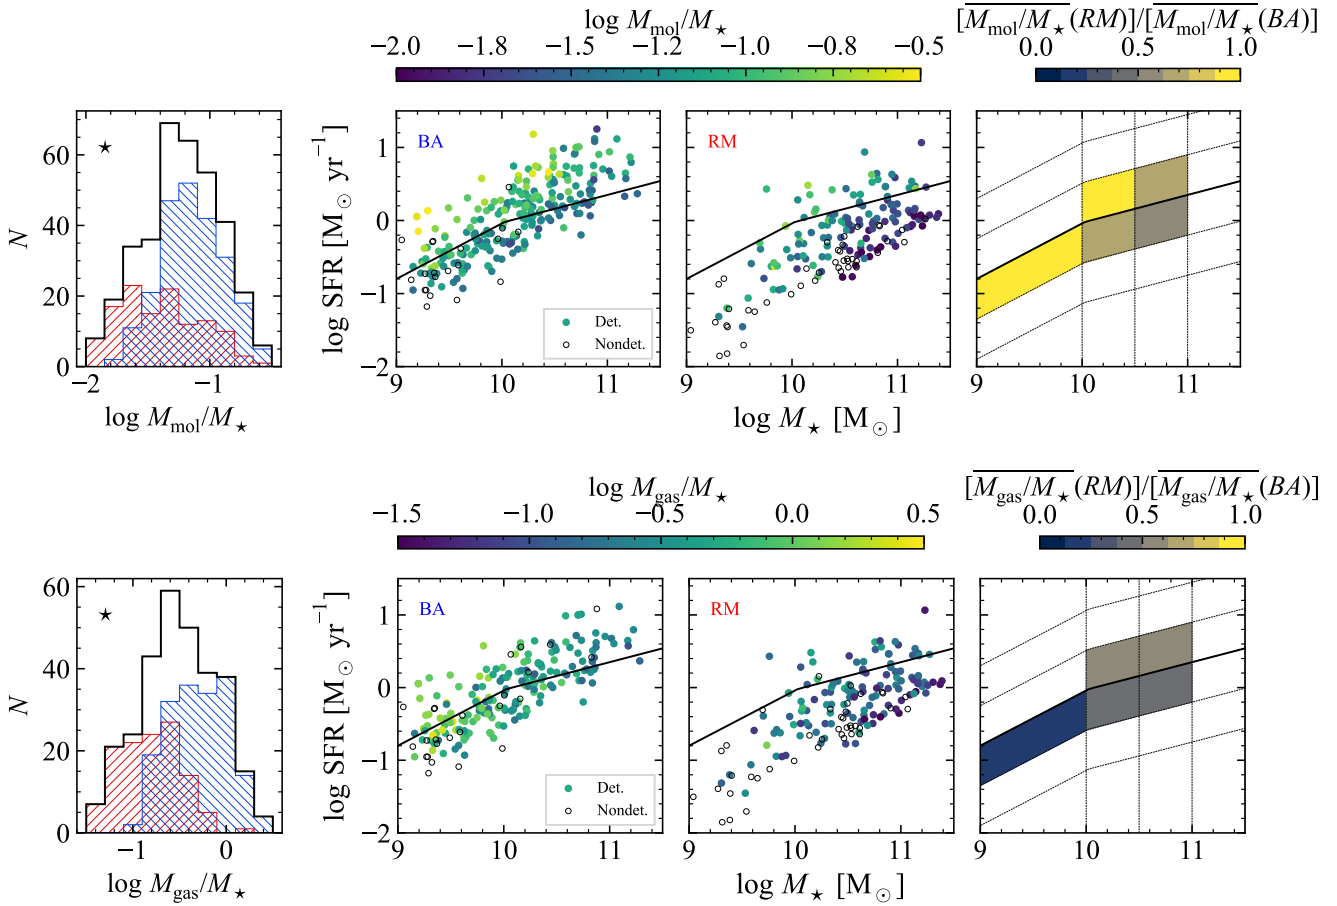 log M_mol/M_⋆
−2.0 −1.8 −1.5 −1.2 −1.0 −0.8 −0.5
[M_mol/M_⋆(RM)]/[M_mol/M_⋆(BA)]
0.0 0.5 1.0
N
60
40
20
0
−2 −1
log M_mol/M_⋆
log SFR [M_⊙ yr⁻¹]
1
0
−1
−2
BA
Det.
Nondet.
9 10 11
RM
9 10 11
9 10 11
log M_⋆ [M_⊙]
log M_gas/M_⋆
−1.5 −1.0 −0.5 0.0 0.5
[M_gas/M_⋆(RM)]/[M_gas/M_⋆(BA)]
0.0 0.5 1.0
N
60
40
20
0
−1 0
log M_gas/M_⋆
log SFR [M_⊙ yr⁻¹]
1
0
−1
−2
BA
Det.
Nondet.
9 10 11
RM
9 10 11
9 10 11
log M_⋆ [M_⊙]